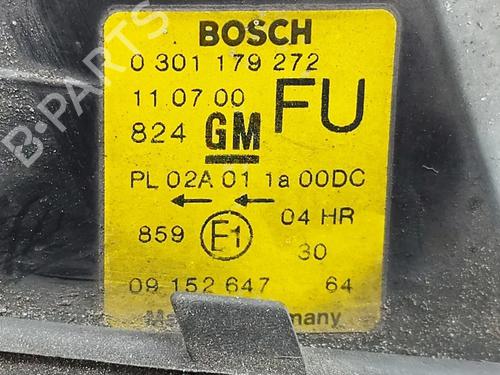 BOSCH
0 301 179 272
11.07.00 FU
824 GM
PL 02A 01 1a 00DC
04 HR
859 E1
30
09 152 647 64
B-PARTS